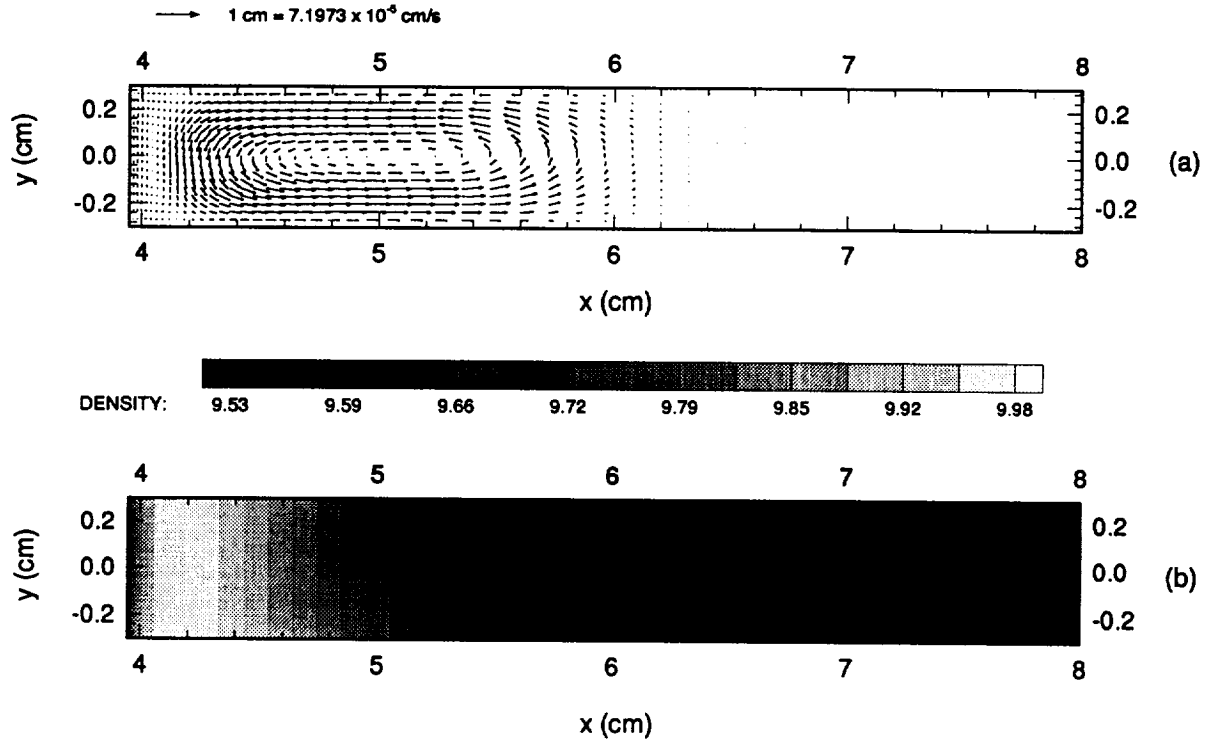 1 cm = 7.1973 x 10⁻⁵ cm/s
4 5 6 7 8
0.2 0.2
y (cm) 0.0 0.0 (a)
-0.2 -0.2
4 5 6 7 8
x (cm)
DENSITY: 9.53 9.59 9.66 9.72 9.79 9.85 9.92 9.98
4 5 6 7 8
0.2 0.2
y (cm) 0.0 0.0 (b)
-0.2 -0.2
4 5 6 7 8
x (cm)